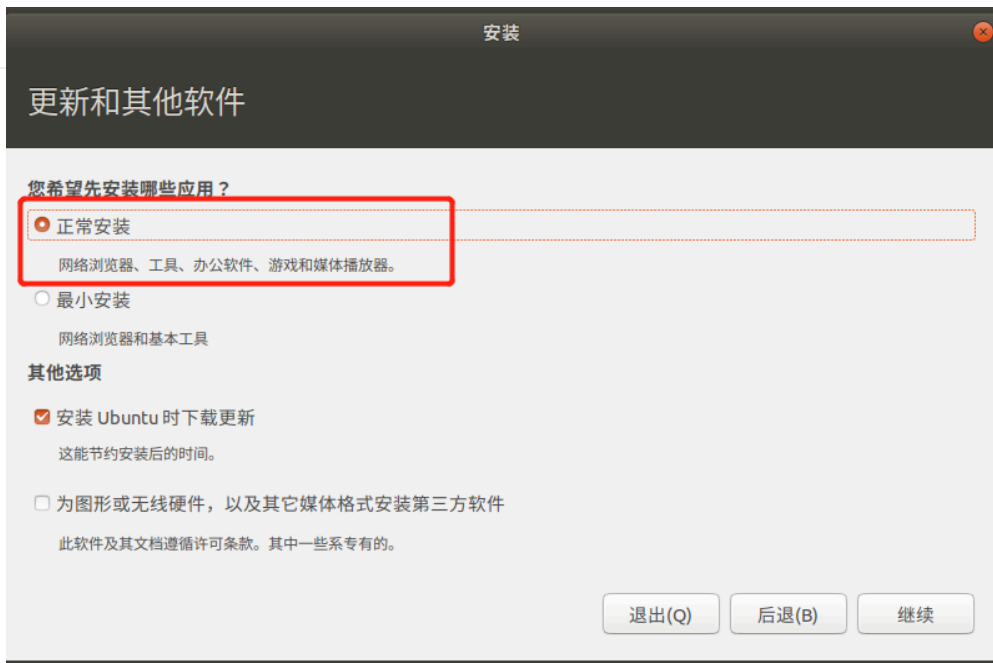 安装
更新和其他软件
您希望先安装哪些应用？
正常安装
网络浏览器、工具、办公软件、游戏和媒体播放器。
最小安装
网络浏览器和基本工具
其他选项
安装 Ubuntu 时下载更新
这能节约安装后的时间。
为图形或无线硬件，以及其它媒体格式安装第三方软件
此软件及其文档遵循许可条款。其中一些系专有的。
退出(Q) 后退(B) 继续